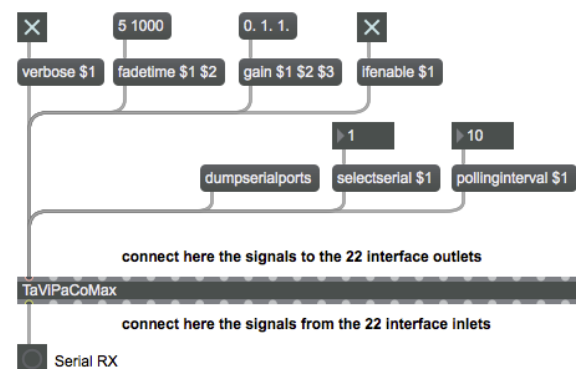 5 1000
0. 1. 1.
verbose $1
fadetime $1 $2
gain $1 $2 $3
ifenable $1
1
10
dumpserialports
selectserial $1
pollinginterval $1
connect here the signals to the 22 interface outlets
TaViPaCoMax
connect here the signals from the 22 interface inlets
Serial RX